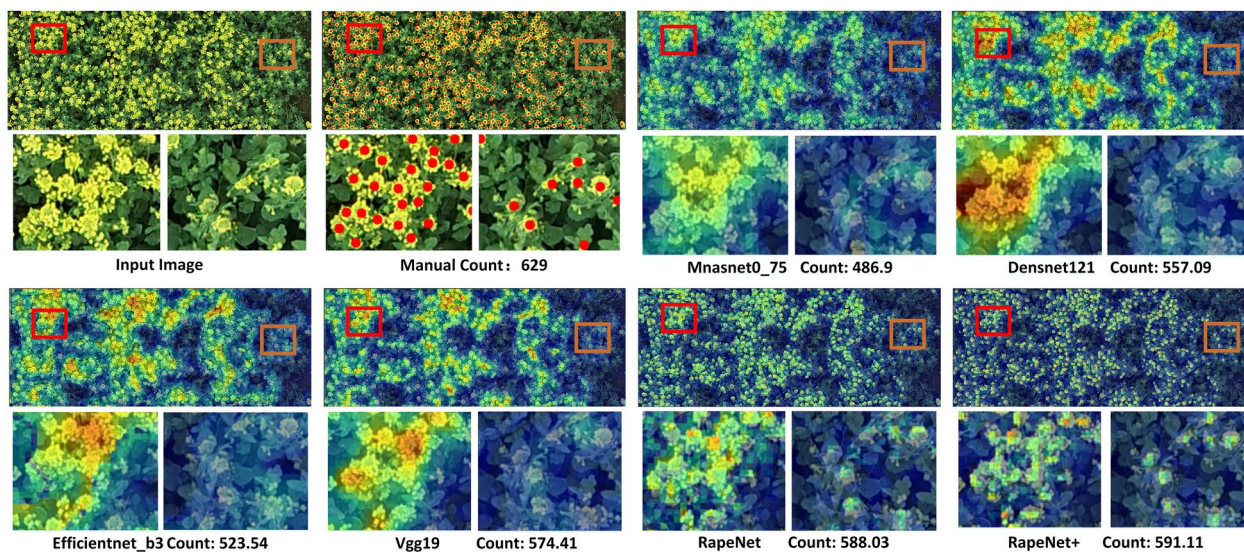 Input Image
Manual Count：629
Mnasnet0_75 Count: 486.9
Densnet121 Count: 557.09
Efficientnet_b3 Count: 523.54
Vgg19 Count: 574.41
RapeNet Count: 588.03
RapeNet+ Count: 591.11